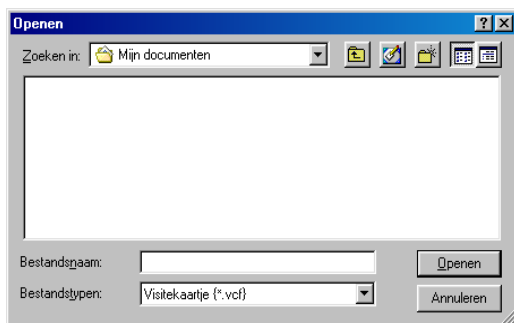 Openen
Zoeken in: Mijn documenten
Bestandsnaam: Openen
Bestandstypen: Visitekaartje {*.vcf} Annuleren